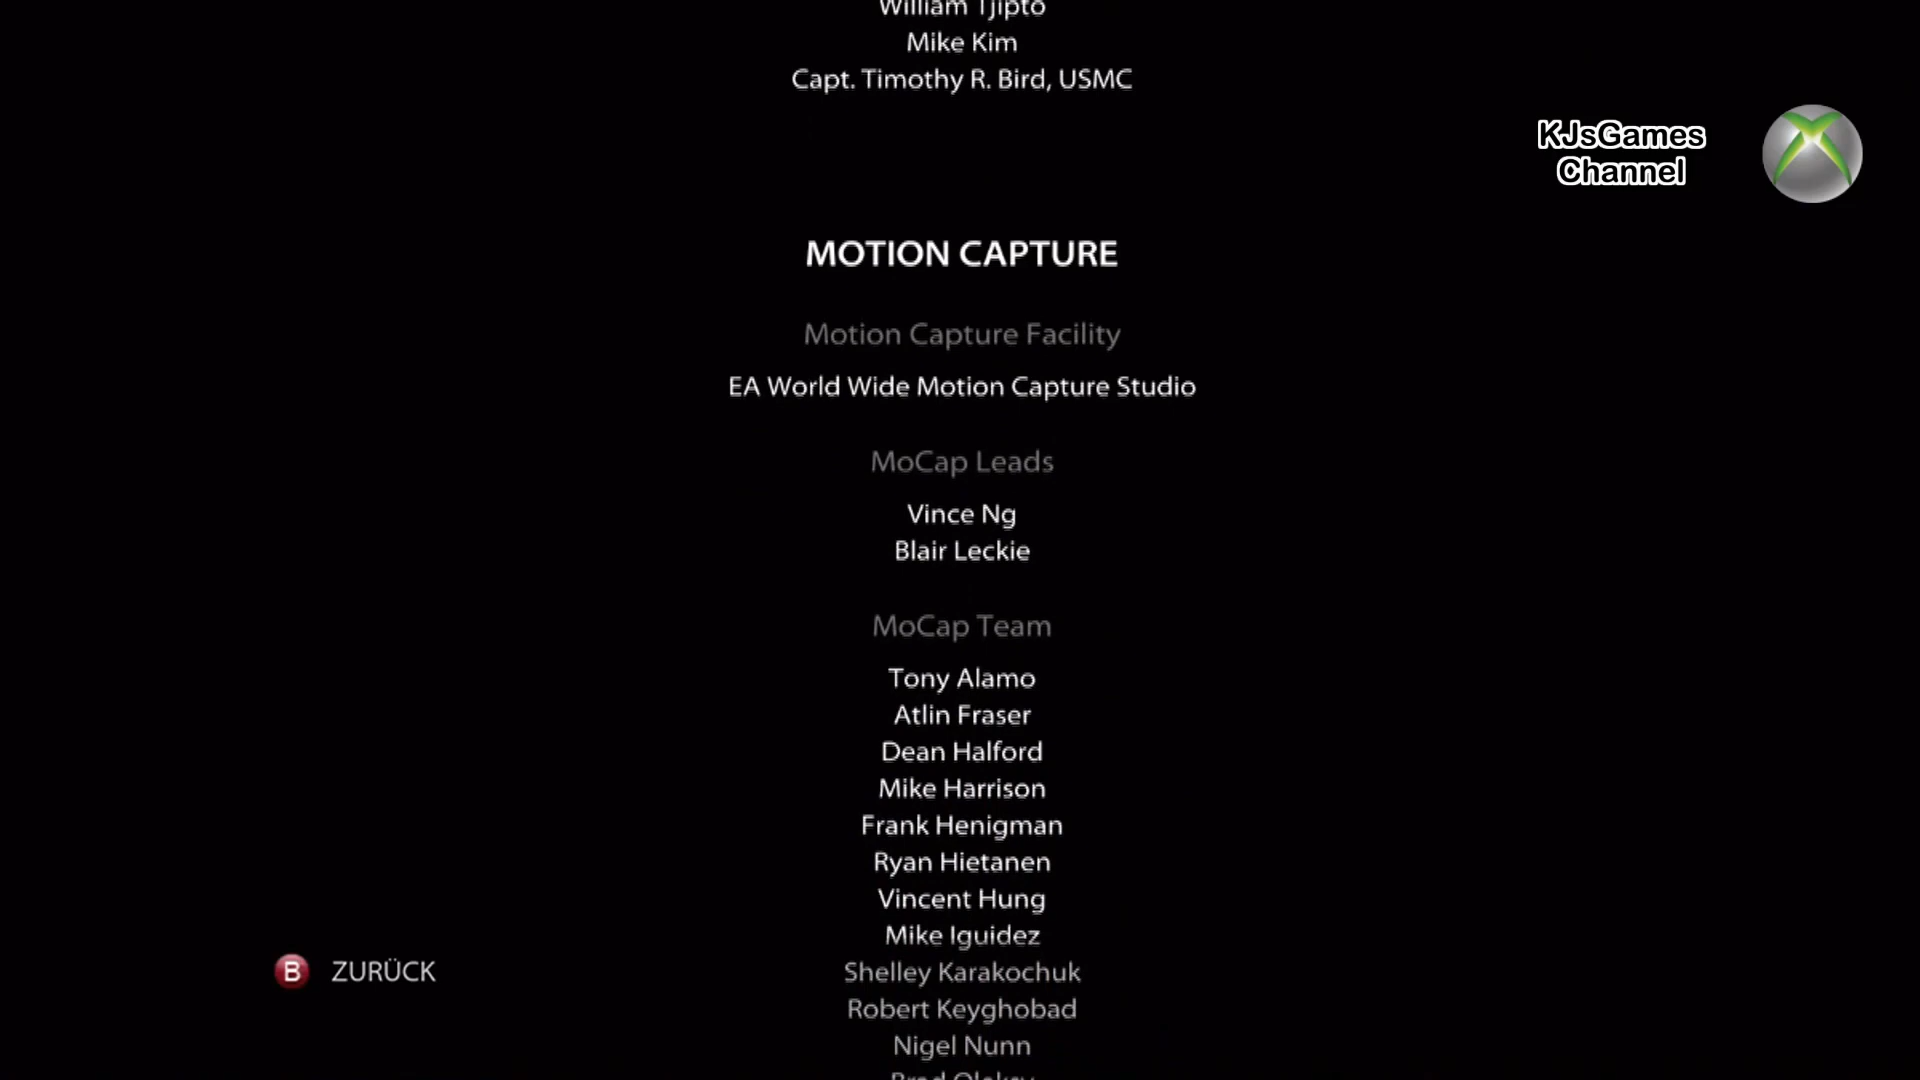 William Tjipto
Mike Kim
Capt. Timothy R. Bird, USMC
KJsGames
Channel
MOTION CAPTURE
Motion Capture Facility
EA World Wide Motion Capture Studio
MoCap Leads
Vince Ng
Blair Leckie
MoCap Team
Tony Alamo
Atlin Fraser
Dean Halford
Mike Harrison
Frank Henigman
Ryan Hietanen
Vincent Hung
Mike Iguidez
Shelley Karakochuk
Robert Keyghobad
Nigel Nunn
B ZURÜCK